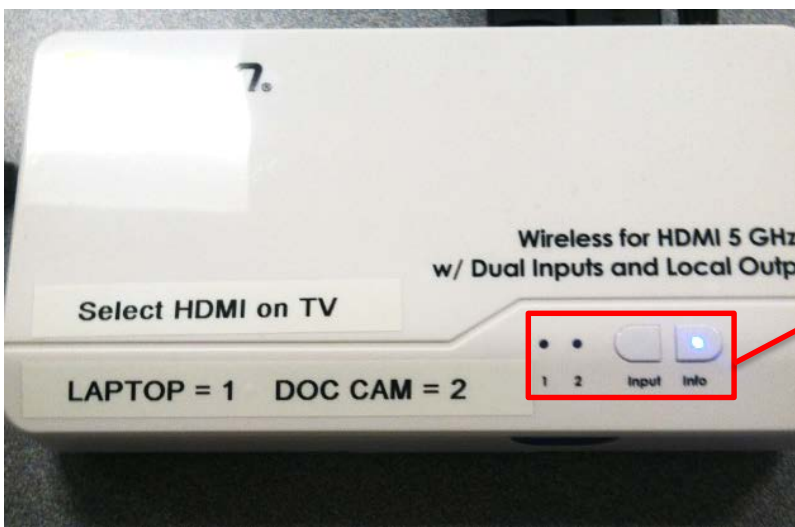 Wireless for HDMI 5 GHz
w/ Dual Inputs and Local Outp
Select HDMI on TV
LAPTOP = 1 DOC CAM = 2
1 2 Input Info